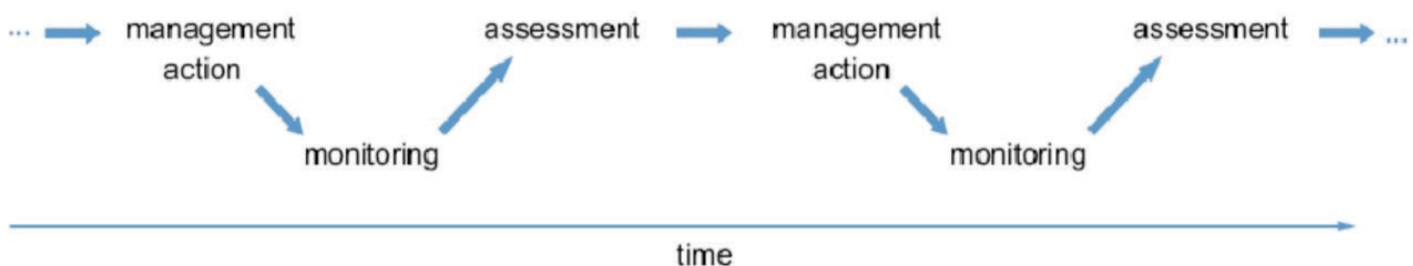 ... management assessment management assessment ...
action action
monitoring monitoring
time